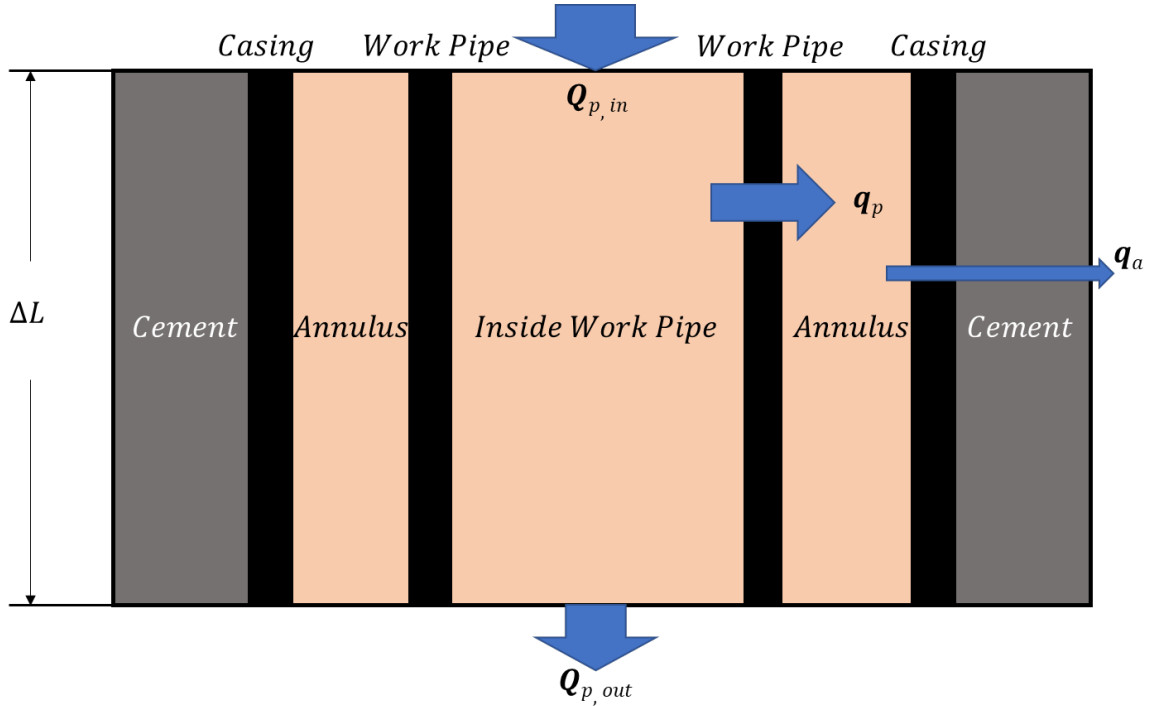 Casing Work Pipe Work Pipe Casing
Q_{p, in}
q_p
q_a
ΔL
Cement Annulus Inside Work Pipe Annulus Cement
Q_{p, out}